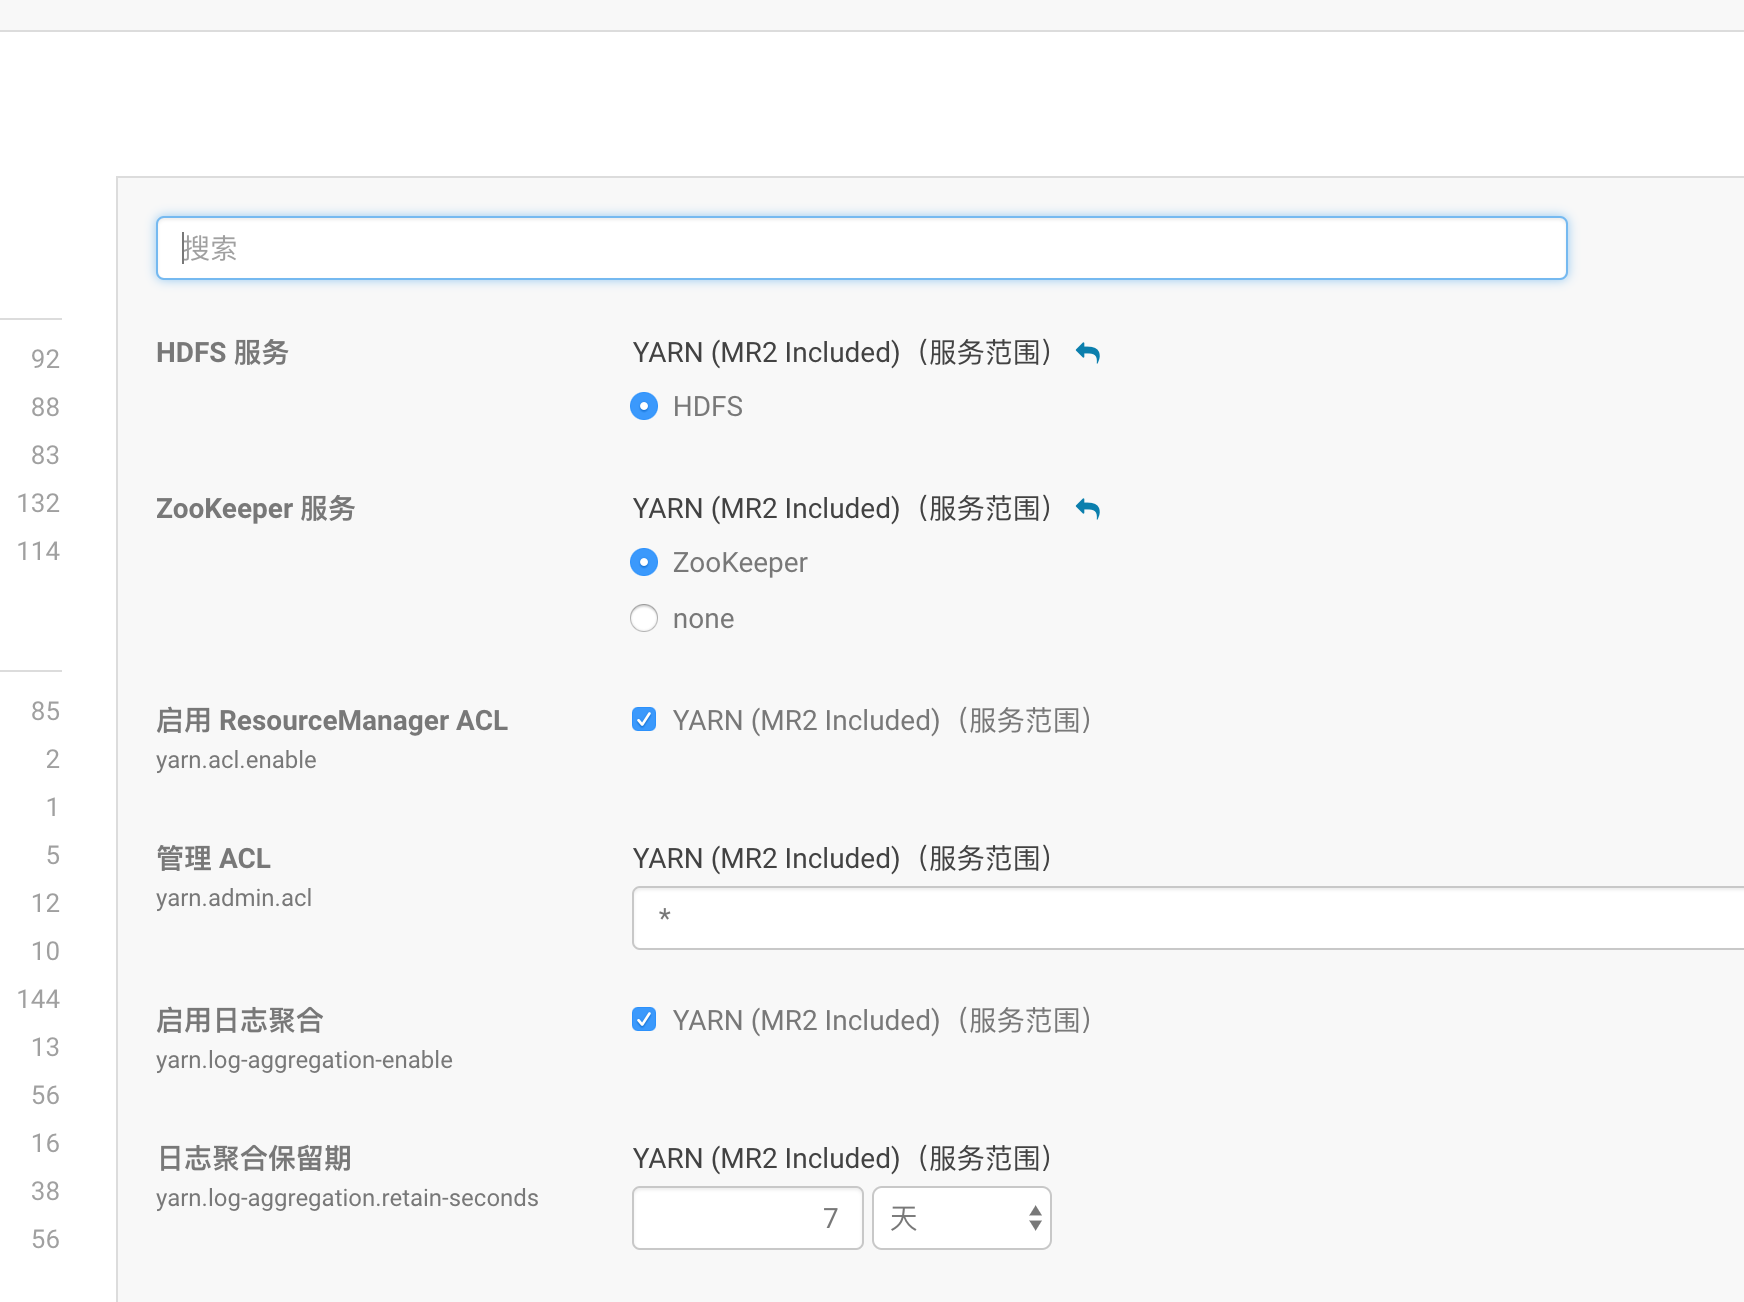 搜索
92
88
83
132
114
85
2
1
5
12
10
144
13
56
16
38
56
HDFS 服务
YARN (MR2 Included)（服务范围）
HDFS
ZooKeeper 服务
YARN (MR2 Included)（服务范围）
ZooKeeper
none
启用 ResourceManager ACL
yarn.acl.enable
YARN (MR2 Included)（服务范围）
管理 ACL
yarn.admin.acl
YARN (MR2 Included)（服务范围）
*
启用日志聚合
yarn.log-aggregation-enable
YARN (MR2 Included)（服务范围）
日志聚合保留期
yarn.log-aggregation.retain-seconds
YARN (MR2 Included)（服务范围）
7 天